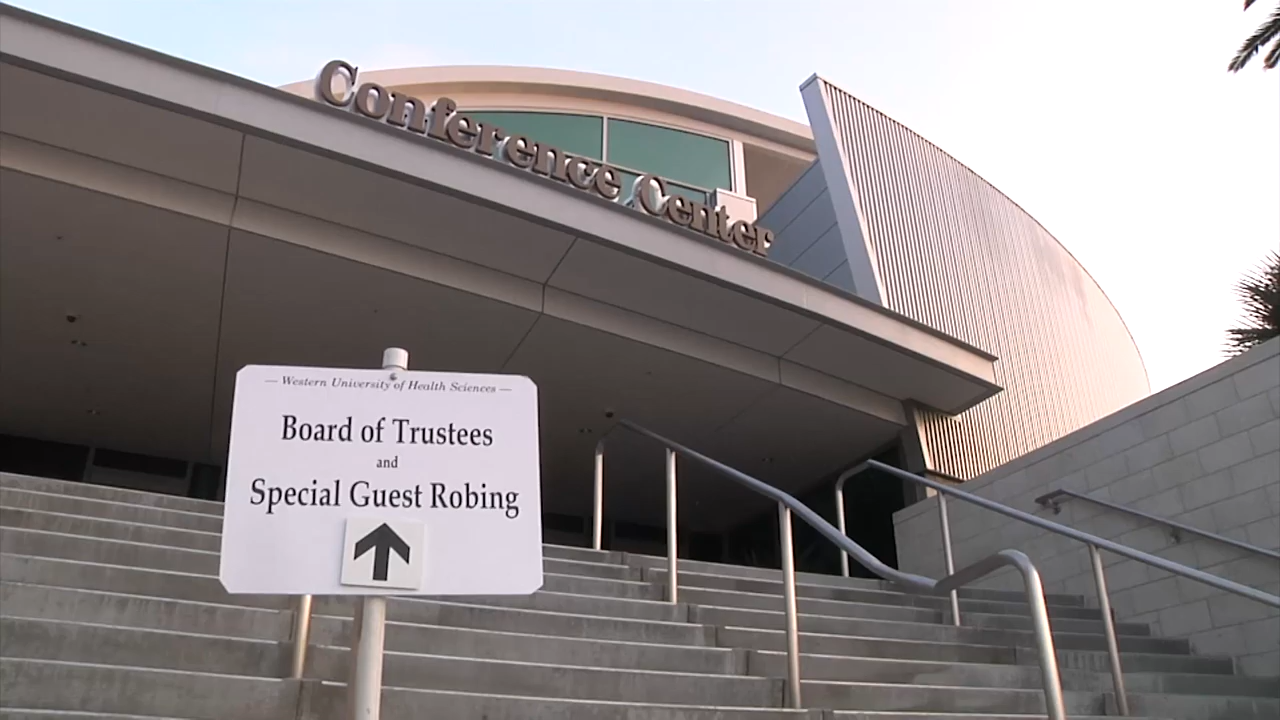 Conference Center
— Western University of Health Sciences —
Board of Trustees
and
Special Guest Robing